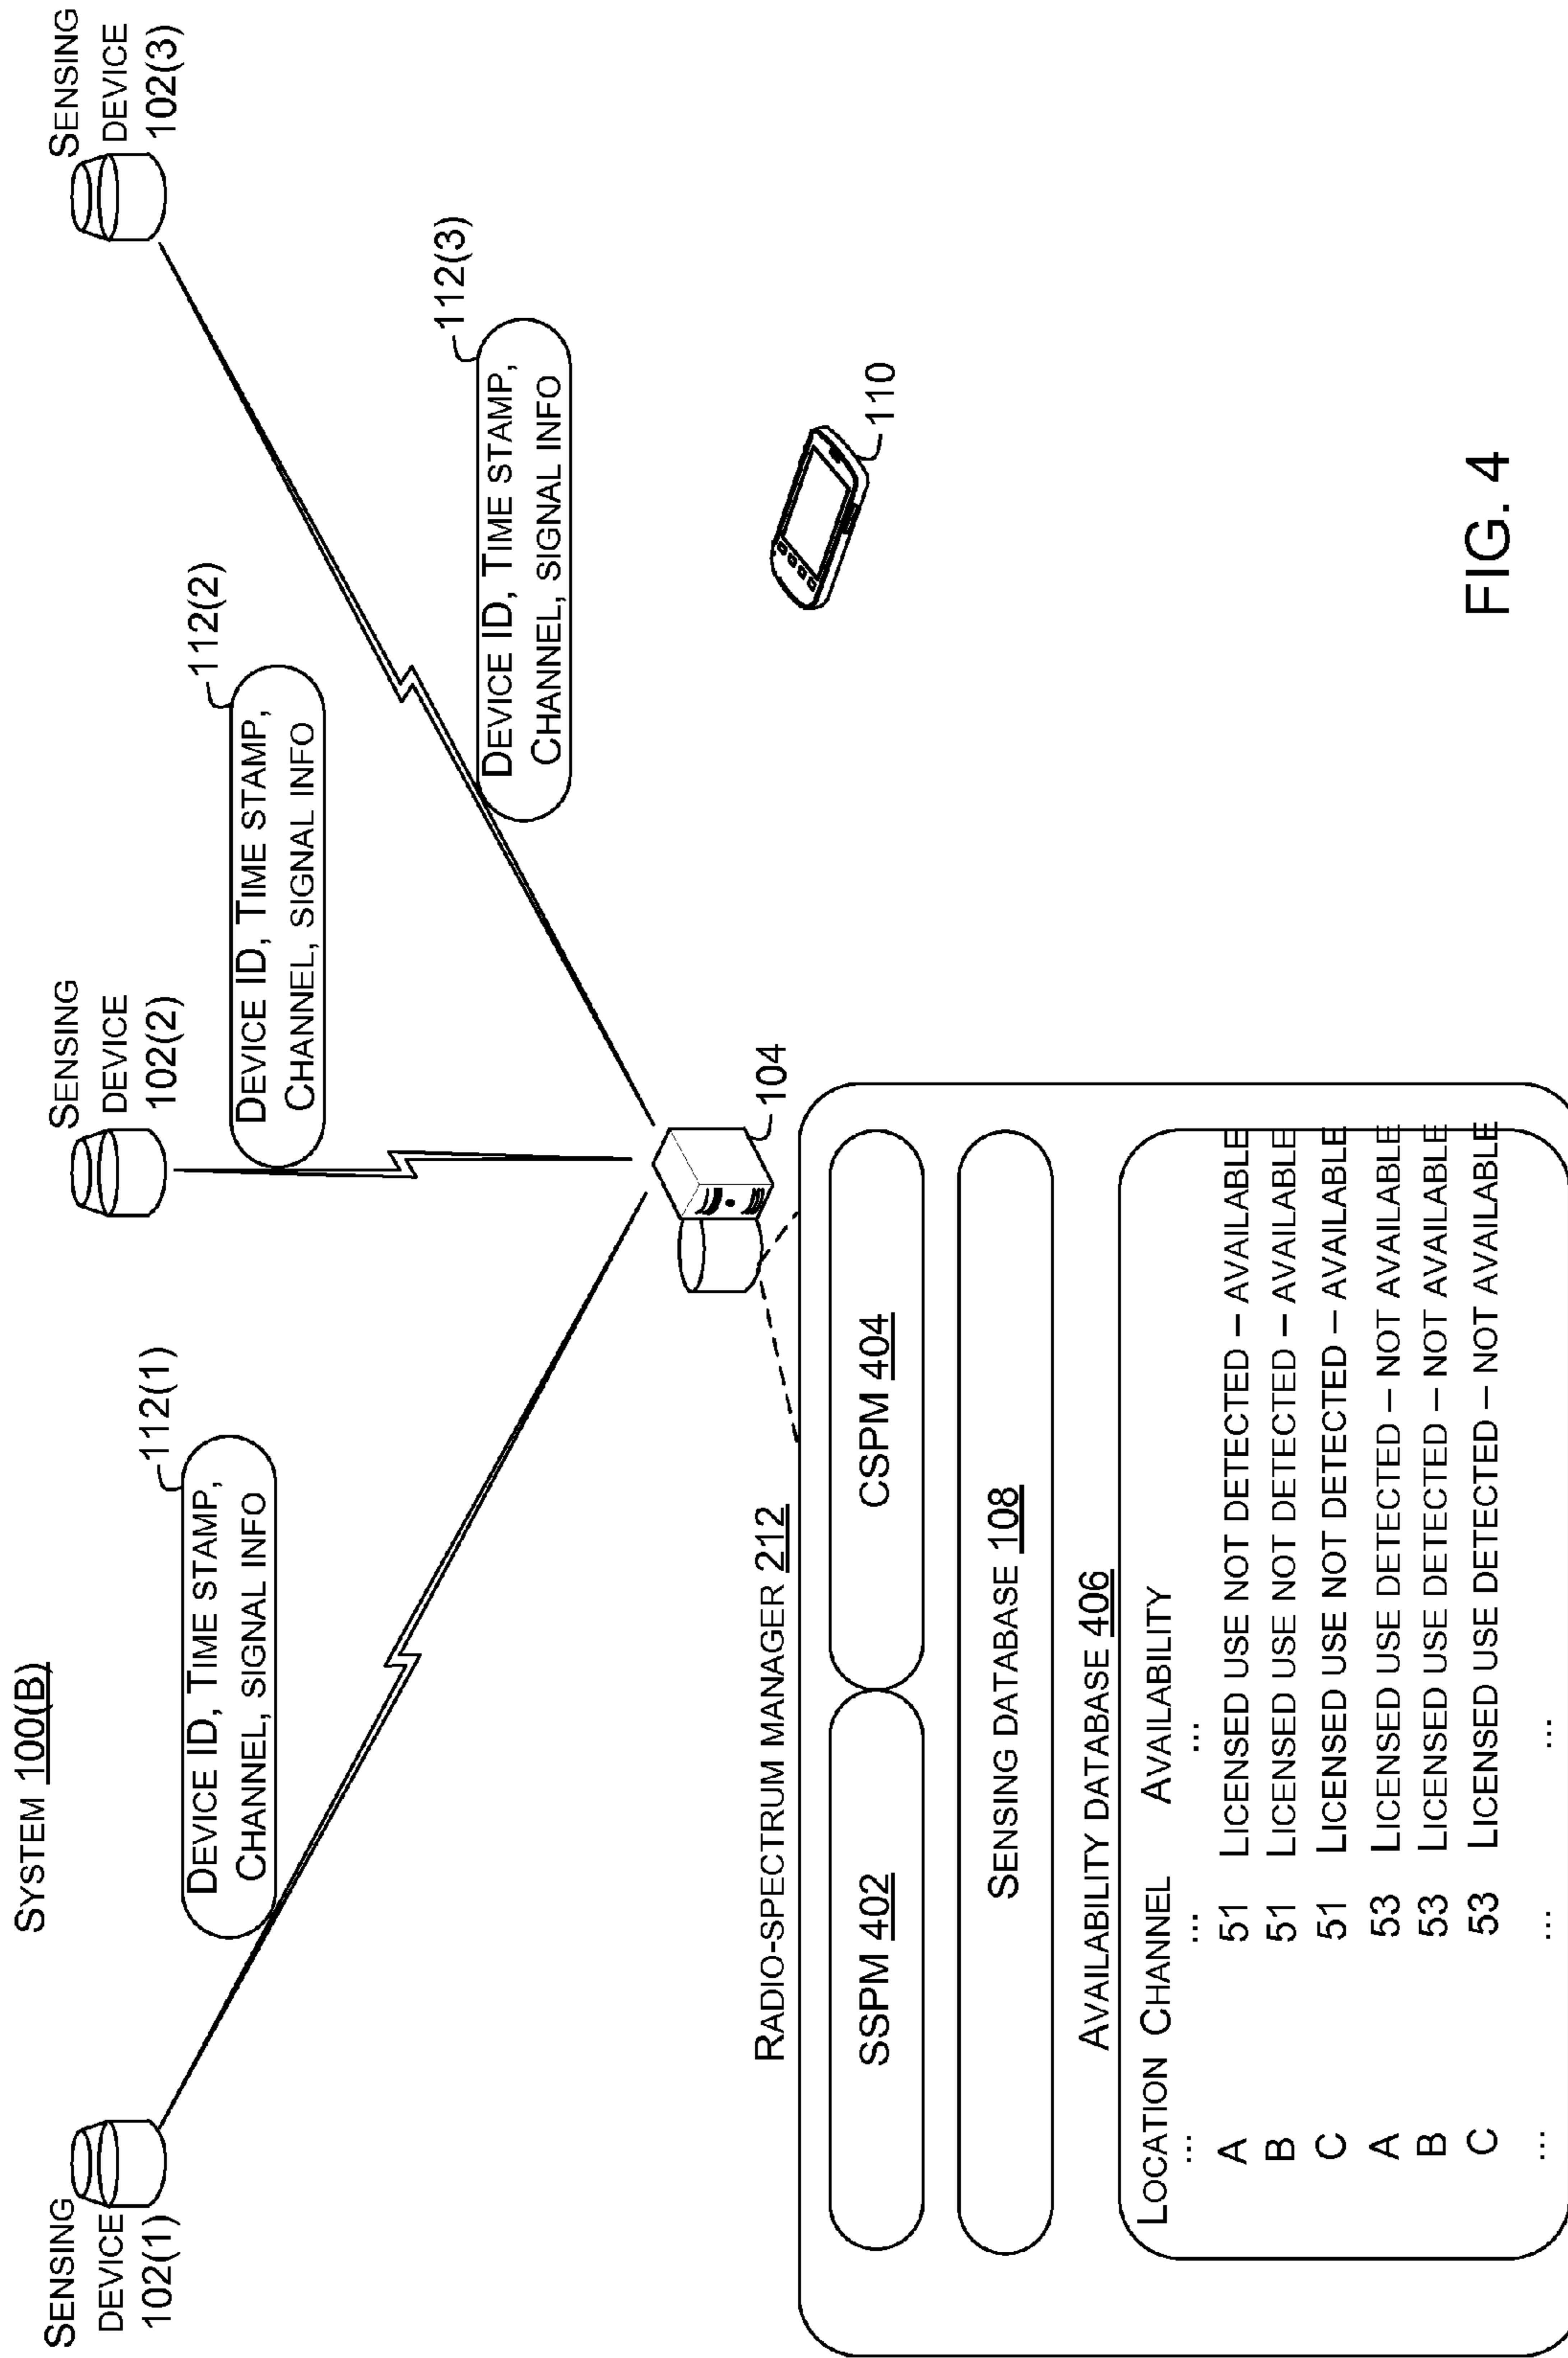 SYSTEM 100(B)
SENSING
DEVICE
102(1)
SENSING
DEVICE
102(2)
SENSING
DEVICE
102(3)
112(1)
DEVICE ID, TIME STAMP,
CHANNEL, SIGNAL INFO
112(2)
DEVICE ID, TIME STAMP,
CHANNEL, SIGNAL INFO
112(3)
DEVICE ID, TIME STAMP,
CHANNEL, SIGNAL INFO
104
110
RADIO-SPECTRUM MANAGER 212
SSPM 402
CSPM 404
SENSING DATABASE 108
AVAILABILITY DATABASE 406
LOCATION CHANNEL AVAILABILITY
... ... ...
A 51 LICENSED USE NOT DETECTED – AVAILABLE
B 51 LICENSED USE NOT DETECTED – AVAILABLE
C 51 LICENSED USE NOT DETECTED – AVAILABLE
A 53 LICENSED USE DETECTED – NOT AVAILABLE
B 53 LICENSED USE DETECTED – NOT AVAILABLE
C 53 LICENSED USE DETECTED – NOT AVAILABLE
... ... ...
FIG. 4